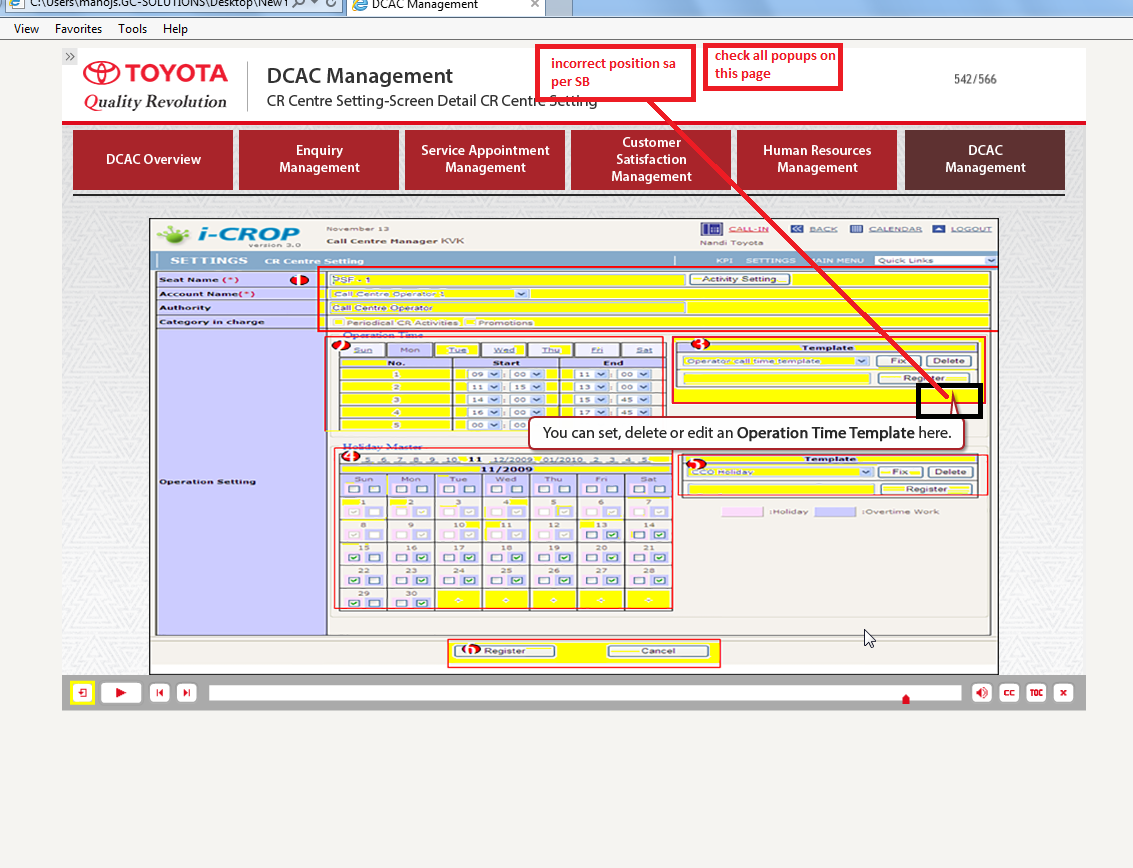 C:\Users\manojs.GC-SOLUTIONS\Desktop\New1
DCAC Management
View Favorites Tools Help
incorrect position sa
per SB
check all popups on
this page
TOYOTA
Quality Revolution
DCAC Management
CR Centre Setting-Screen Detail CR Centre Setting
542/566
DCAC Overview
Enquiry
Management
Service Appointment
Management
Customer
Satisfaction
Management
Human Resources
Management
DCAC
Management
i-CROP
version 3.0
November 13
Call Centre Manager KVK
CALL-IN BACK CALENDAR LOGOUT
Nandi Toyota
SETTINGS CR Centre Setting
KPI SETTINGS MAIN MENU Quick Links
Seat Name (*) 1 PSF - 1 Activity Setting
Account Name(*) Call Centre Operator 1
Authority Call Centre Operator
Category in charge Periodical CR Activities Promotions
Operation Time
2 Sun Mon Tue Wed Thu Fri Sat
No. Start End
1 09 : 00 11 : 00
2 11 : 15 13 : 00
3 14 : 00 15 : 45
4 16 : 00 17 : 45
5 00 : 00
3 Template
Operator call time template Fix Delete
Register
You can set, delete or edit an Operation Time Template here.
Holiday Master
4 5 6 7 8 9 10 11 12/2009 01/2010 2 3 4 5
11/2009
Sun Mon Tue Wed Thu Fri Sat
1 2 3 4 5 6 7
8 9 10 11 12 13 14
15 16 17 18 19 20 21
22 23 24 25 26 27 28
29 30 - - - - -
Operation Setting
5 Template
CCO Holiday Fix Delete
Register
:Holiday :Overtime Work
6 Register Cancel
CC TOC x